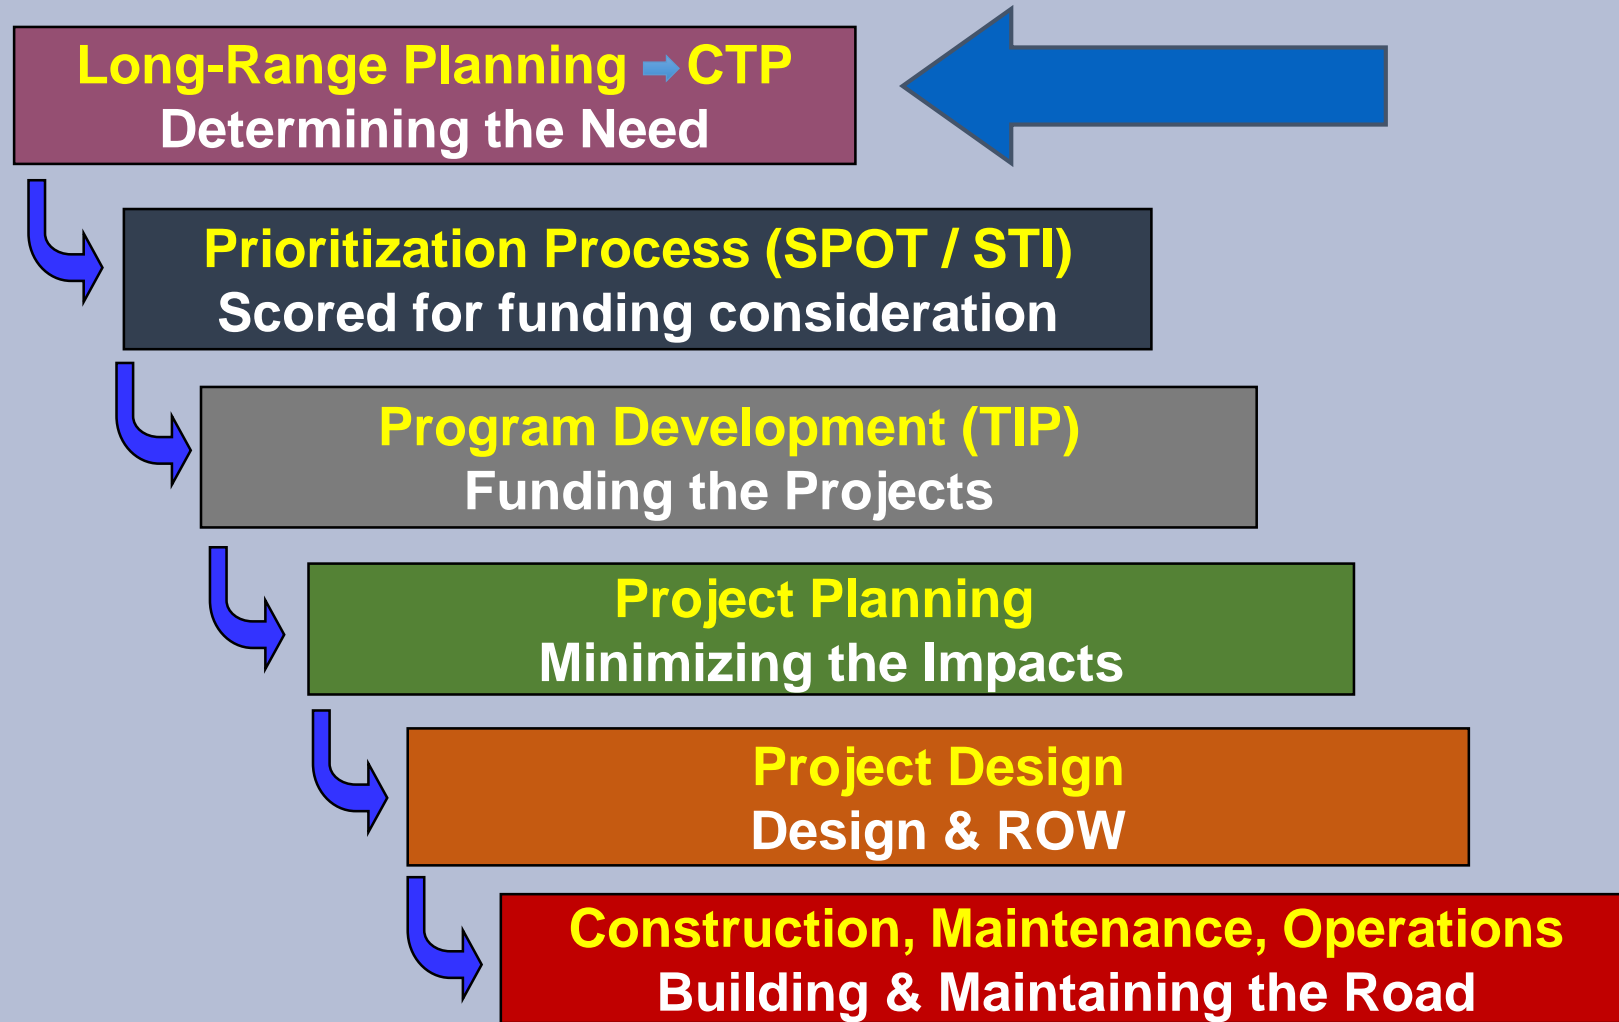 Long-Range Planning ➡ CTP
Determining the Need
Prioritization Process (SPOT / STI)
Scored for funding consideration
Program Development (TIP)
Funding the Projects
Project Planning
Minimizing the Impacts
Project Design
Design & ROW
Construction, Maintenance, Operations
Building & Maintaining the Road